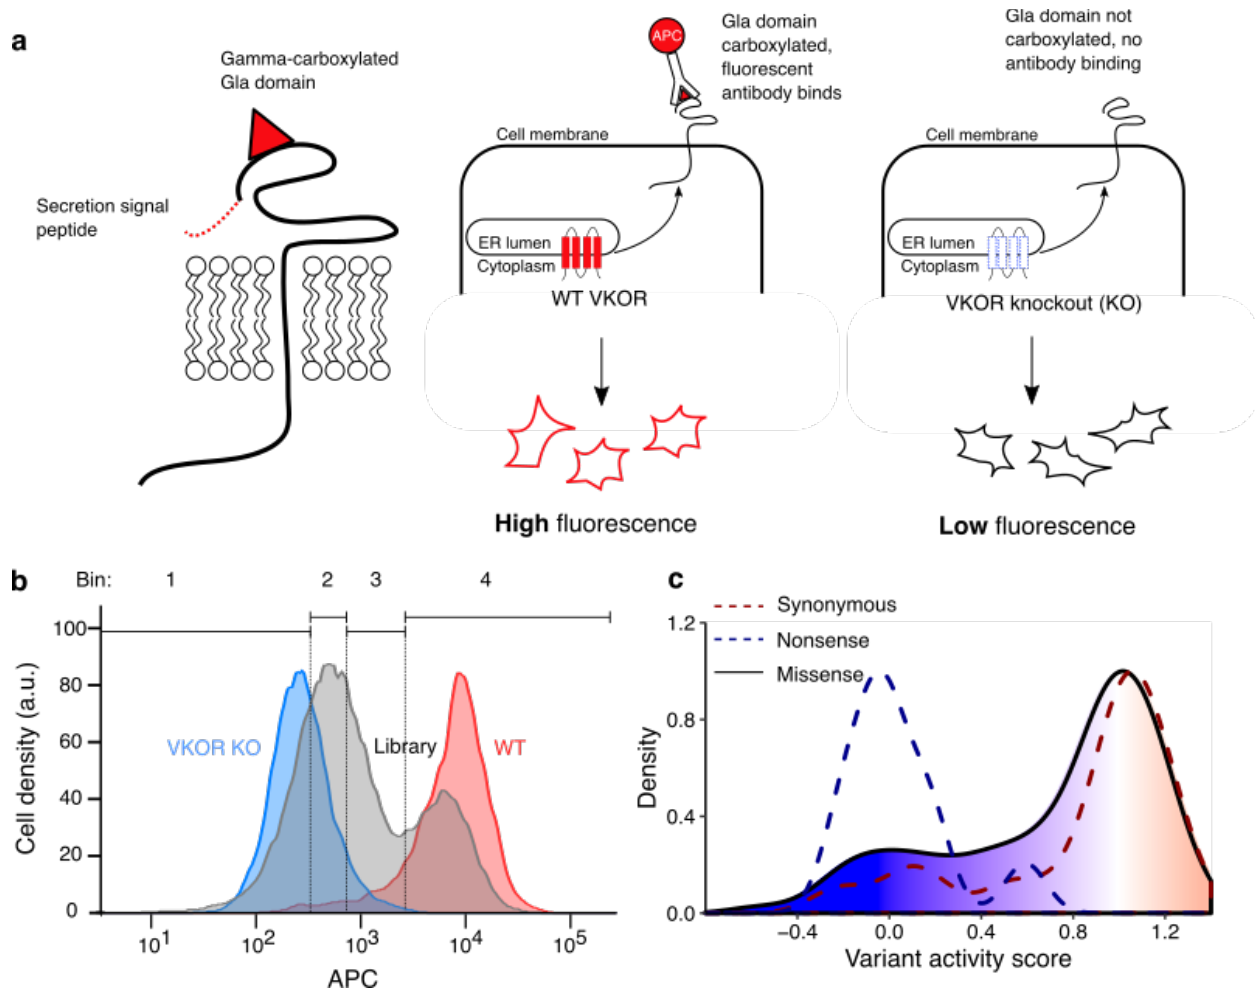 a
Gamma-carboxylated
Gla domain
Secretion signal
peptide
APC
Gla domain
carboxylated,
fluorescent
antibody binds
Cell membrane
ER lumen
Cytoplasm
WT VKOR
High fluorescence
Gla domain not
carboxylated, no
antibody binding
Cell membrane
ER lumen
Cytoplasm
VKOR knockout (KO)
Low fluorescence
b
Bin: 1 2 3 4
Cell density (a.u.)
100
80
60
40
20
0
VKOR KO
Library
WT
10¹ 10² 10³ 10⁴ 10⁵
APC
c
Synonymous
Nonsense
Missense
Density
1.2
0.8
0.4
0.0
−0.4 0.0 0.4 0.8 1.2
Variant activity score